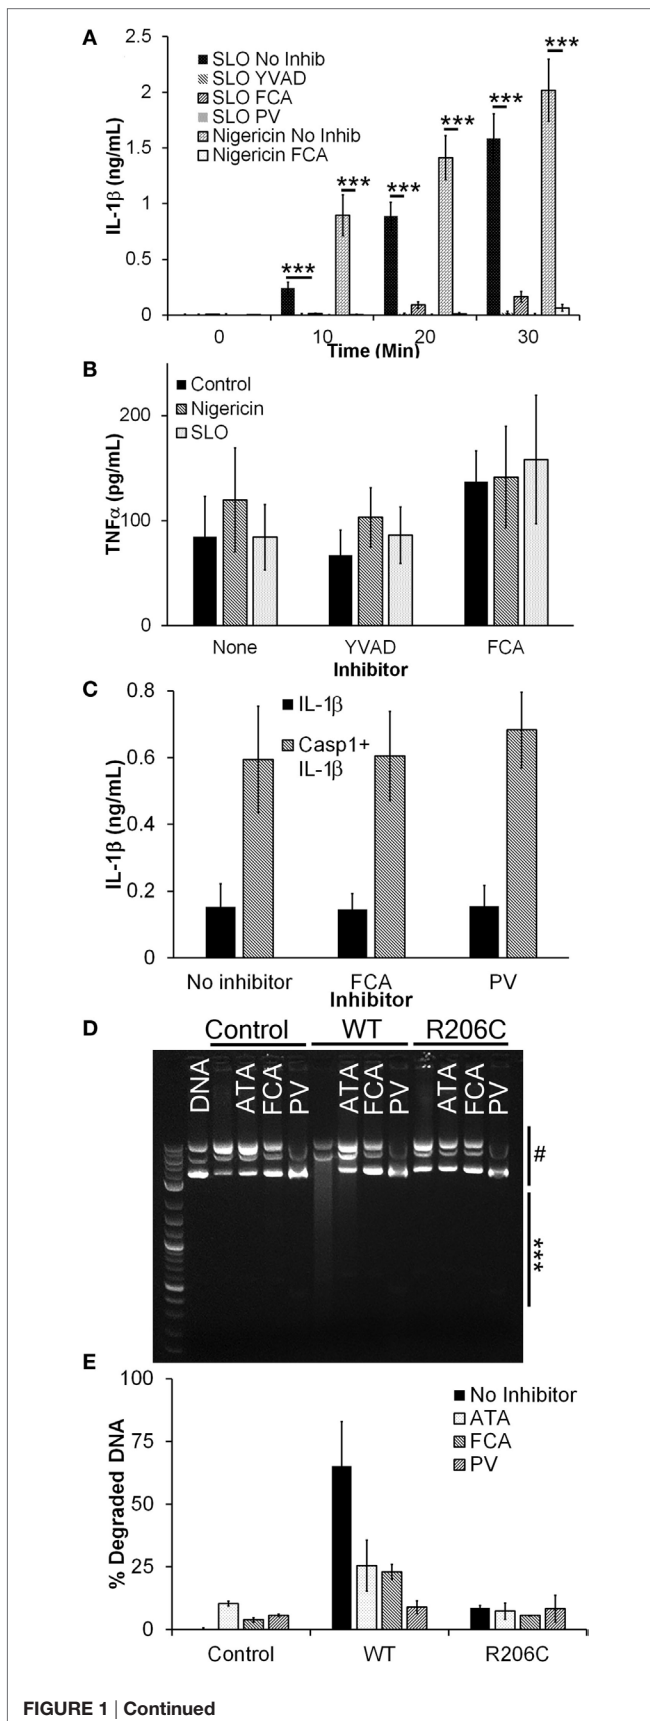 A
IL-1β (ng/mL)
2.5
2
1.5
1
0.5
0
SLO No Inhib
SLO YVAD
SLO FCA
SLO PV
Nigericin No Inhib
Nigericin FCA
***
***
***
***
***
***
0
10
20
30
Time (Min)
B
TNFα (pg/mL)
200
100
0
Control
Nigericin
SLO
None
YVAD
FCA
Inhibitor
C
IL-1β (ng/mL)
0.8
0.6
0.4
0.2
0
IL-1β
Casp1+
IL-1β
No inhibitor
FCA
PV
Inhibitor
D
Control
WT
R206C
DNA
ATA
FCA
PV
ATA
FCA
PV
ATA
FCA
PV
#
***
E
% Degraded DNA
100
75
50
25
0
No Inhibitor
ATA
FCA
PV
Control
WT
R206C
FIGURE 1 | Continued